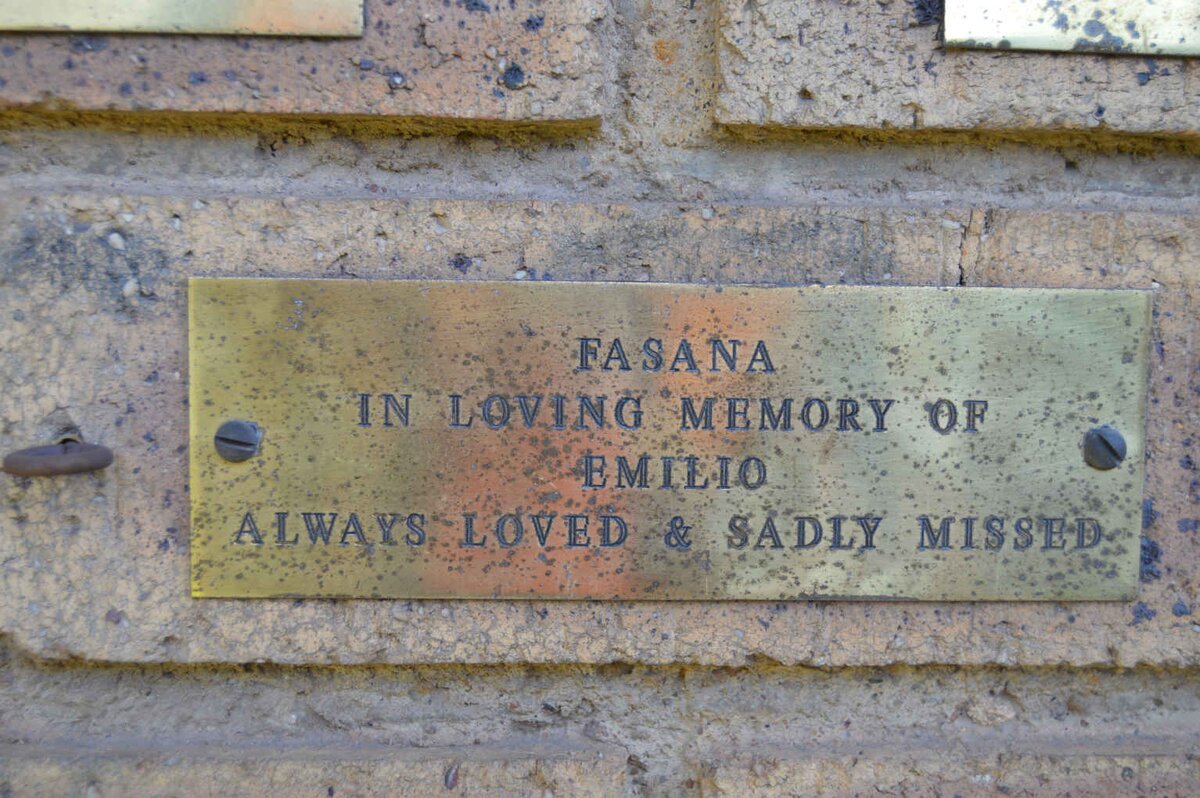 FASANA
IN LOVING MEMORY OF
EMILIO
ALWAYS LOVED & SADLY MISSED